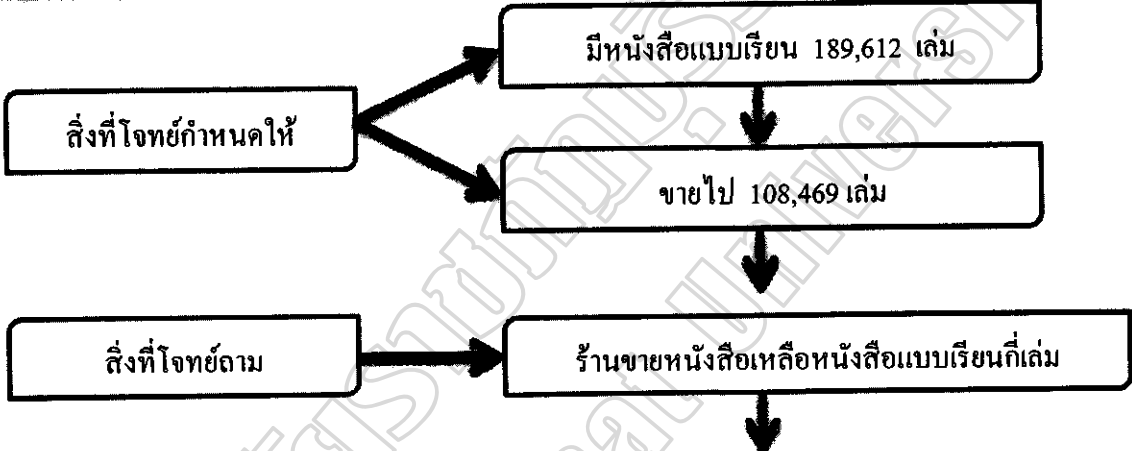 มีหนังสือแบบเรียน 189,612 เล่ม
สิ่งที่โจทย์กำหนดให้
ขายไป 108,469 เล่ม
สิ่งที่โจทย์ถาม
ร้านขายหนังสือเหลือหนังสือแบบเรียนกี่เล่ม